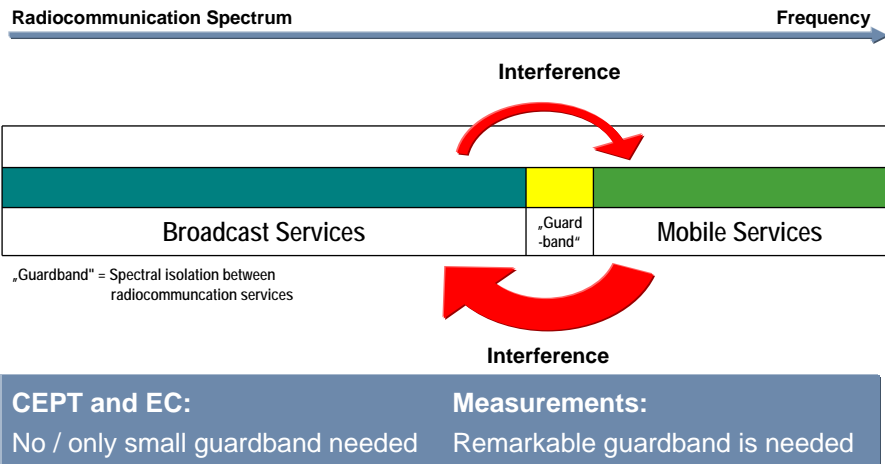 Radiocommunication Spectrum Frequency
Interference
Broadcast Services
„Guard
-band“
Mobile Services
„Guardband" = Spectral isolation between
radiocommuncation services
Interference
CEPT and EC:
No / only small guardband needed
Measurements:
Remarkable guardband is needed